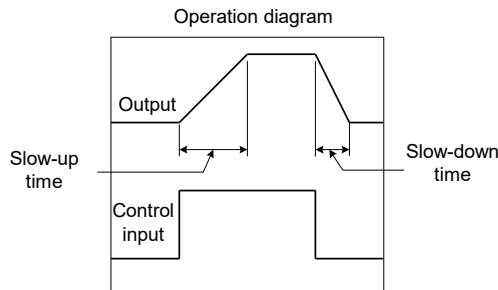 Operation diagram
Output
Slow-up
time
Slow-down
time
Control
input